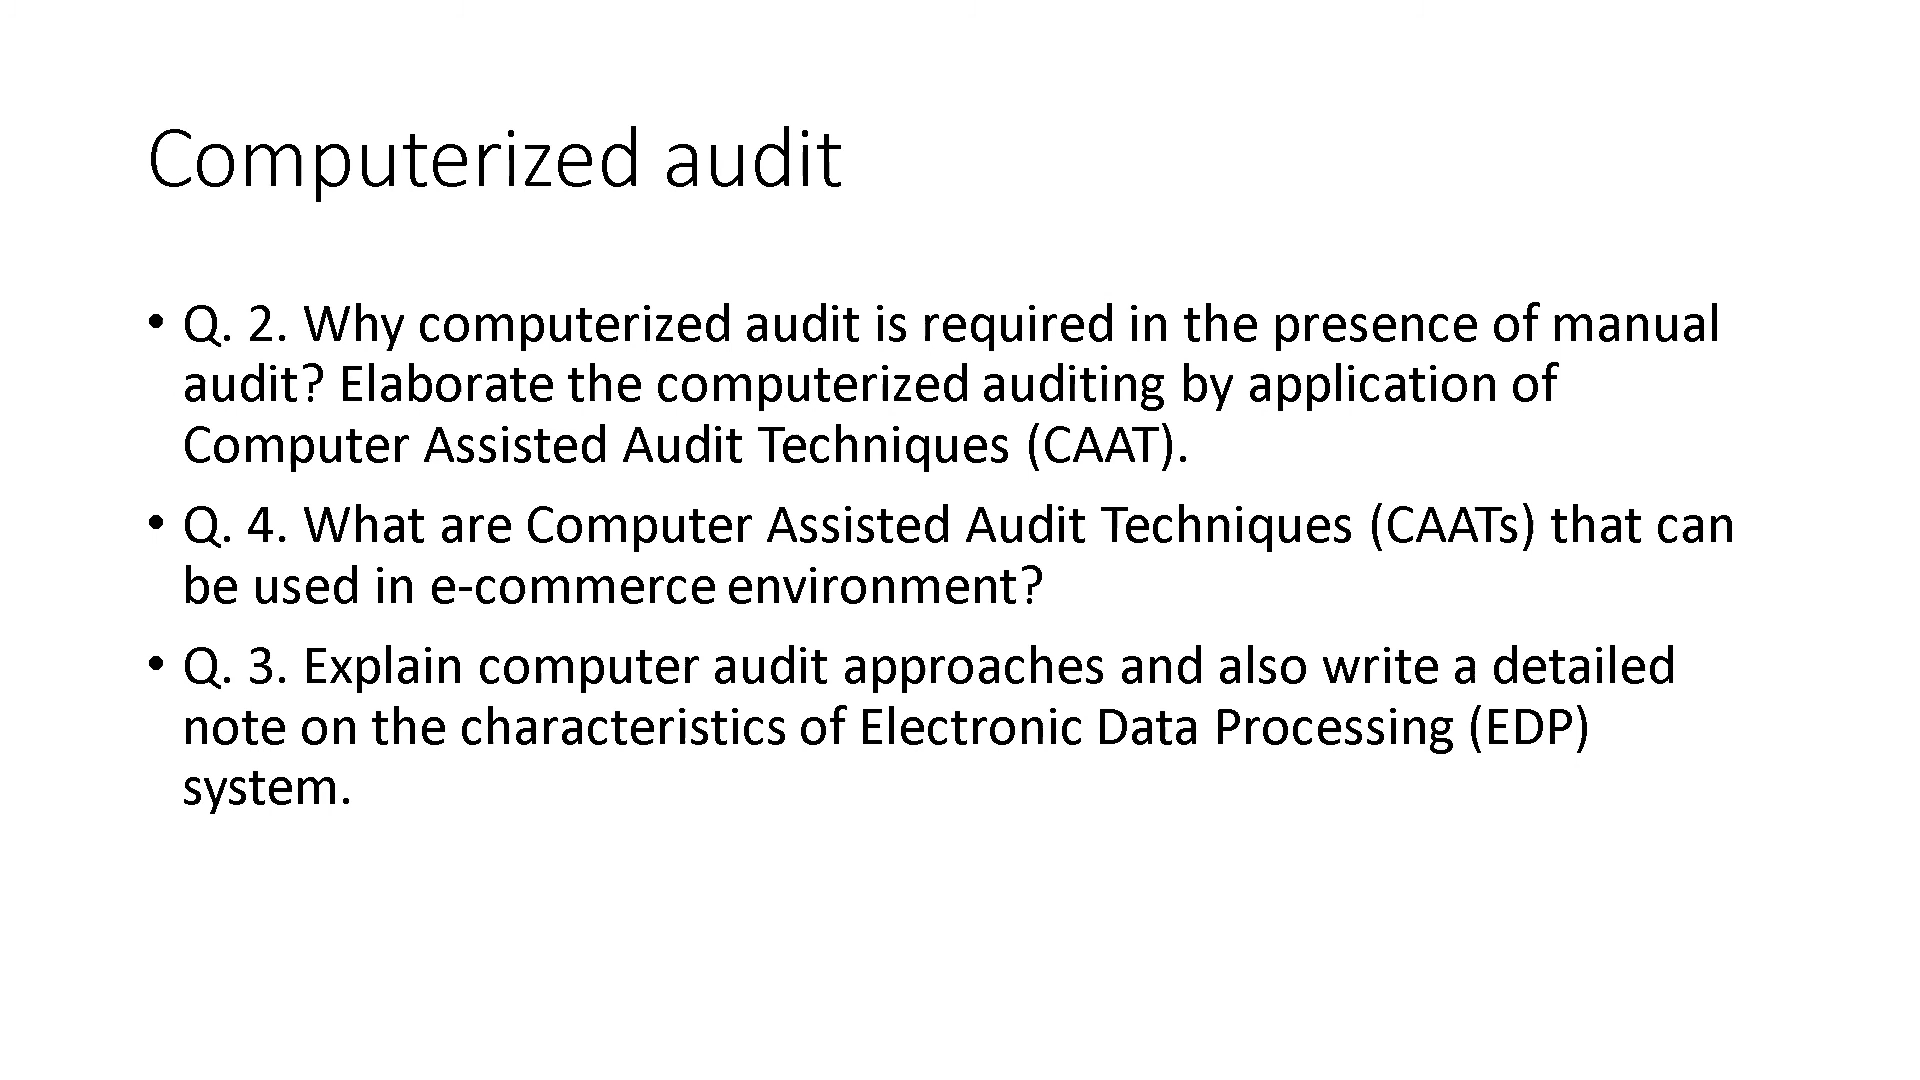 Computerized audit
• Q. 2. Why computerized audit is required in the presence of manual
audit? Elaborate the computerized auditing by application of
Computer Assisted Audit Techniques (CAAT).
• Q. 4. What are Computer Assisted Audit Techniques (CAATs) that can
be used in e-commerce environment?
• Q. 3. Explain computer audit approaches and also write a detailed
note on the characteristics of Electronic Data Processing (EDP)
system.